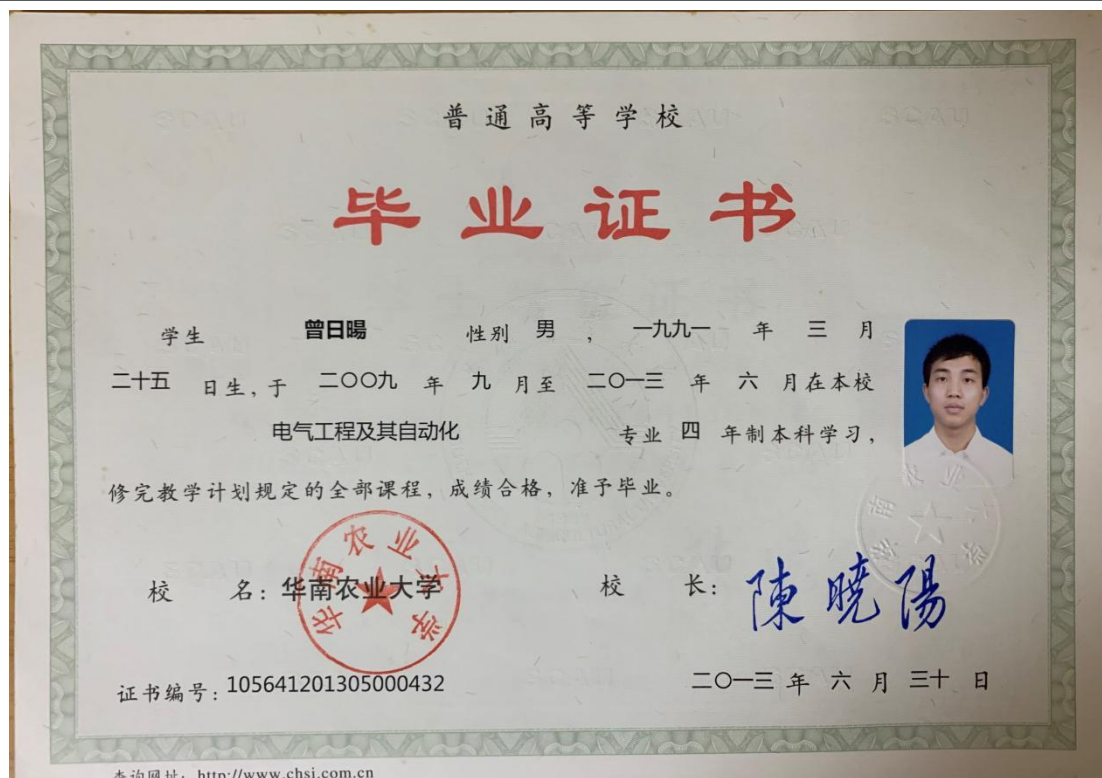 普通高等学校
毕业证书
学生 曾日暘 性别 男 , 一九九一 年 三 月
二十五 日生,于 二〇〇九 年 九 月至 二〇一三 年 六 月在本校
电气工程及其自动化 专业 四 年制本科学习,
修完教学计划规定的全部课程,成绩合格,准予毕业。
校 名:华南农业大学 校 长:陳曉陽
华南农业大学
华南农业大学
证书编号:105641201305000432 二〇一三 年 六 月 三十 日
查询网址:http://www.chsi.com.cn